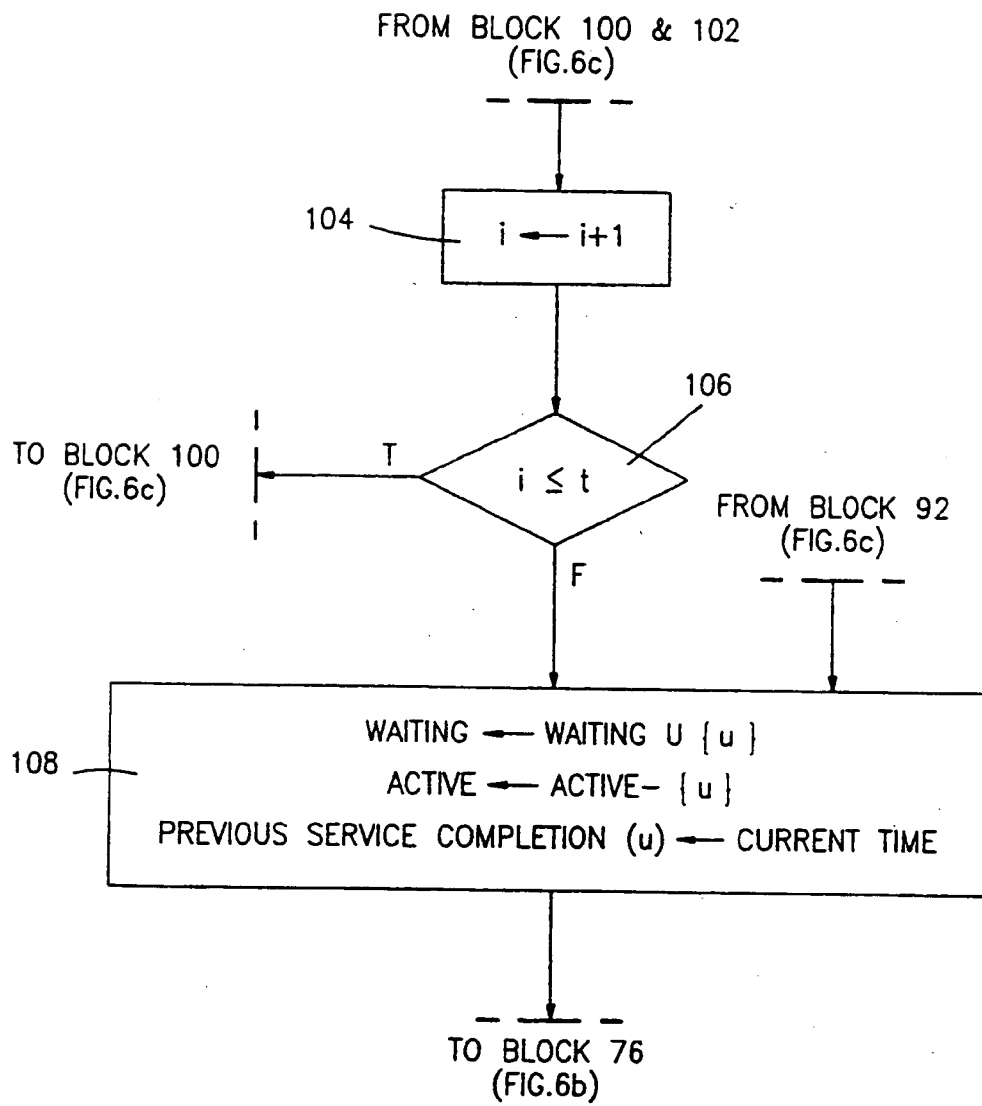 FROM BLOCK 100 & 102
(FIG.6c)
104
i ← i+1
106
TO BLOCK 100
(FIG.6c)
T
i ≤ t
FROM BLOCK 92
(FIG.6c)
F
108
WAITING ← WAITING U {u}
ACTIVE ← ACTIVE- {u}
PREVIOUS SERVICE COMPLETION (u) ← CURRENT TIME
TO BLOCK 76
(FIG.6b)